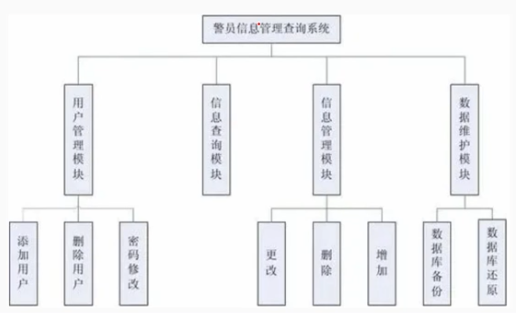 警员信息管理查询系统
用户管理模块
信息查询模块
信息管理模块
数据维护模块
添加用户
删除用户
密码修改
更改
删除
增加
数据库备份
数据库还原